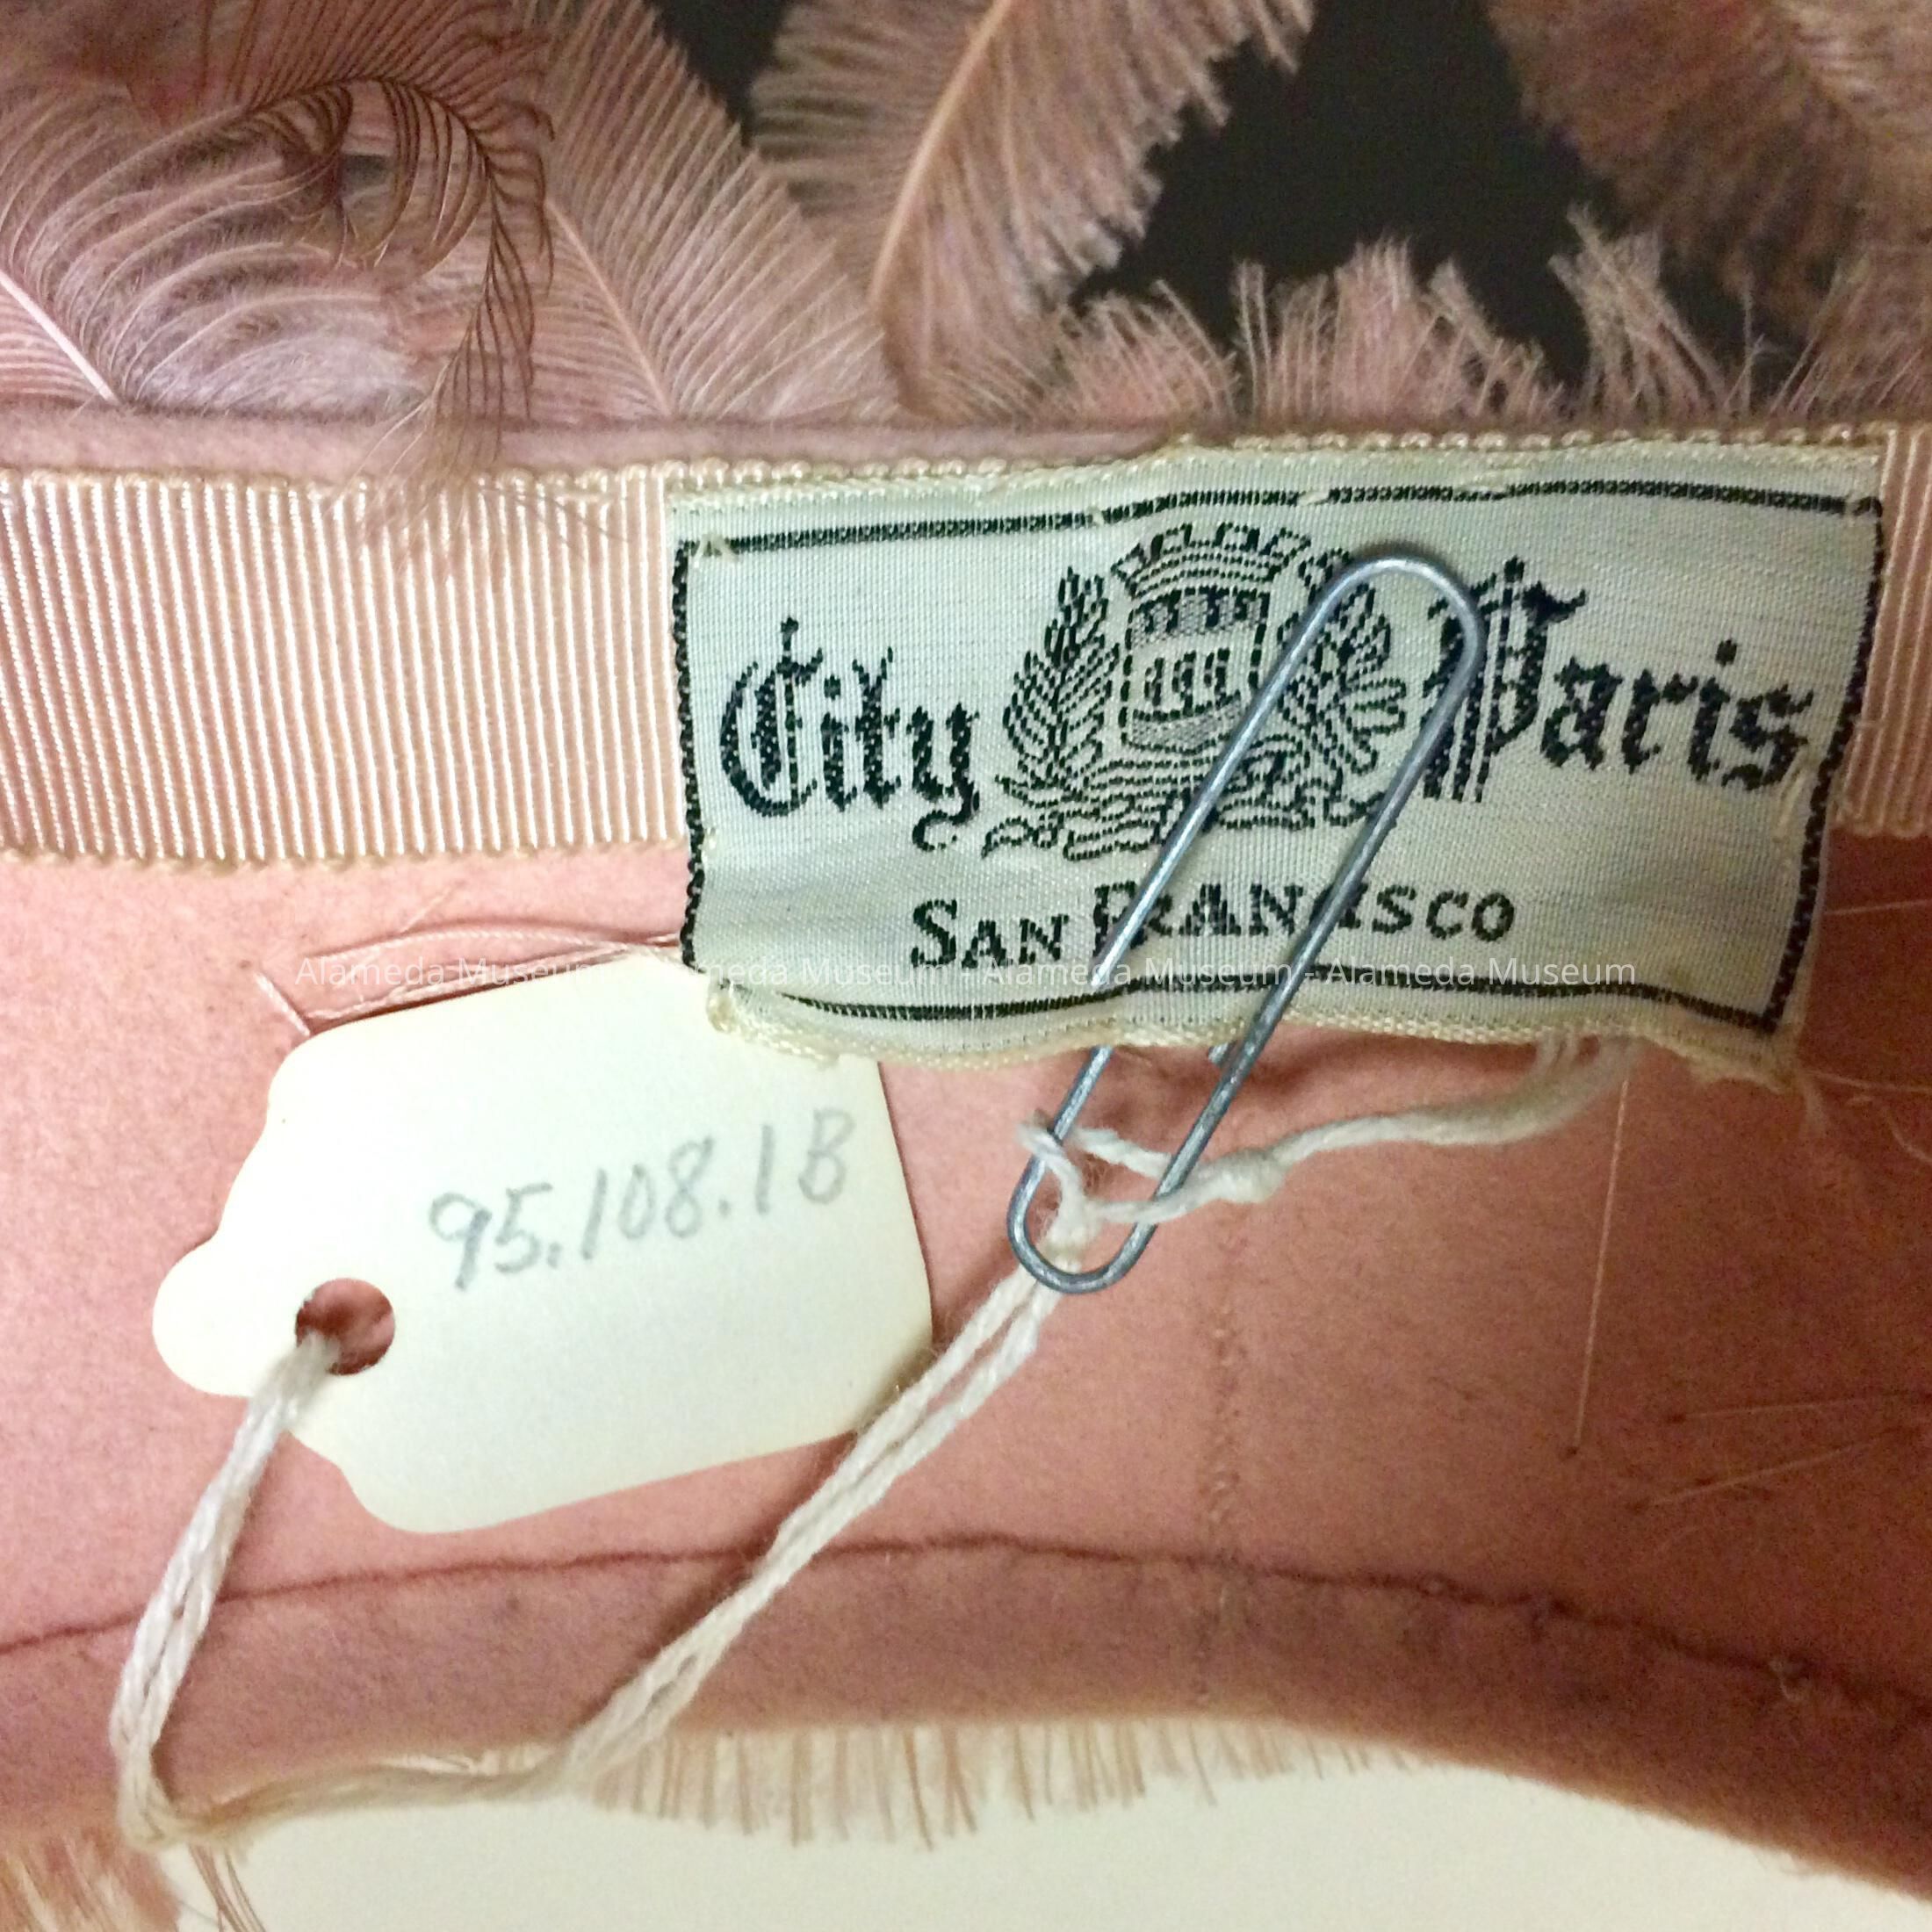 City Paris
SAN FRANCISCO
Alameda Museum - Alameda Museum - Alameda Museum - Alameda Museum
95.108.1B